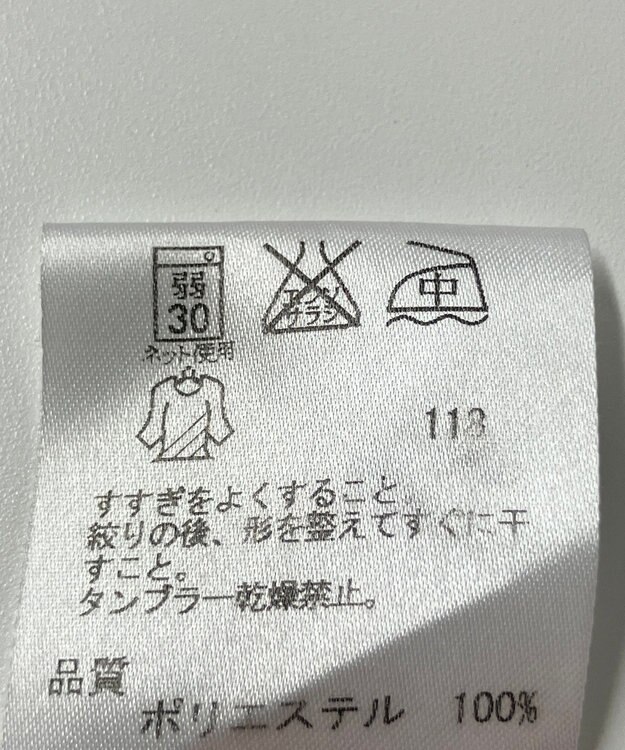 弱
30
ネット使用
エンソ
サラシ
中
113
すすぎをよくすること。
絞りの後、形を整えてすぐに干
すこと。
タンブラー乾燥禁止。
品質
ポリエステル 100%